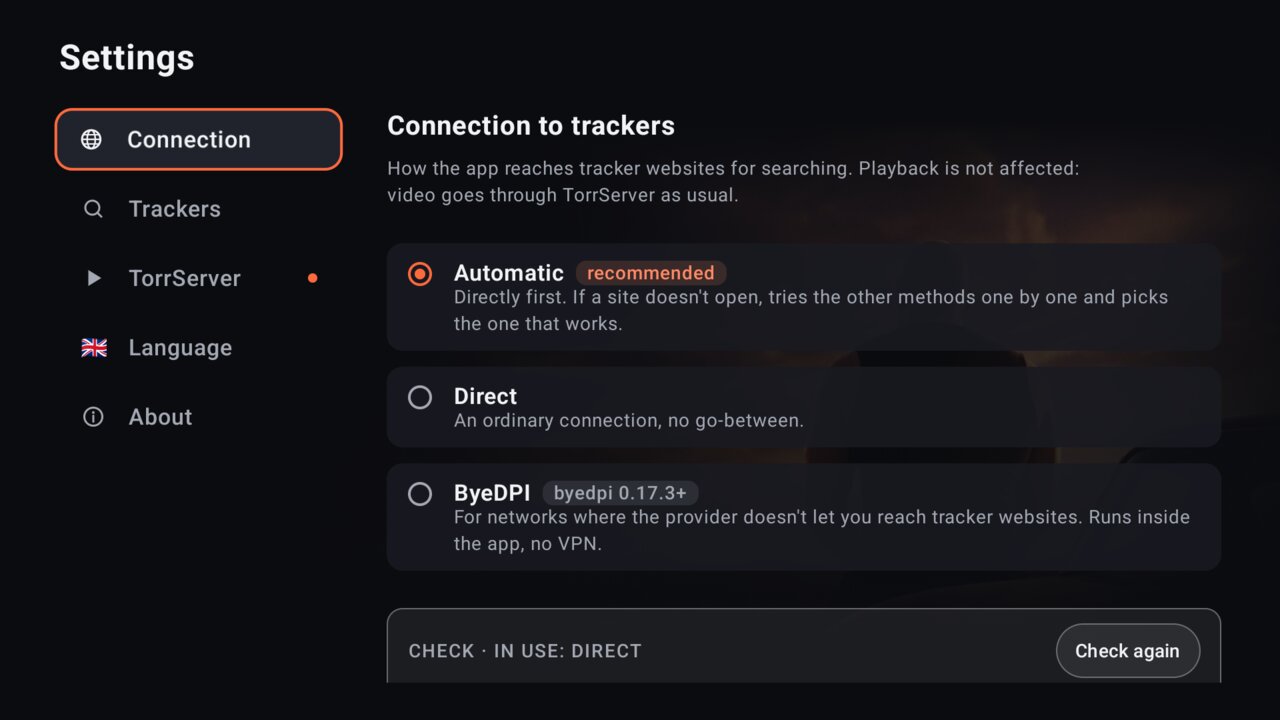 Settings
Connection
Trackers
TorrServer
Language
About
Connection to trackers
How the app reaches tracker websites for searching. Playback is not affected:
video goes through TorrServer as usual.
Automatic recommended
Directly first. If a site doesn't open, tries the other methods one by one and picks
the one that works.
Direct
An ordinary connection, no go-between.
ByeDPI byedpi 0.17.3+
For networks where the provider doesn't let you reach tracker websites. Runs inside
the app, no VPN.
CHECK · IN USE: DIRECT
Check again